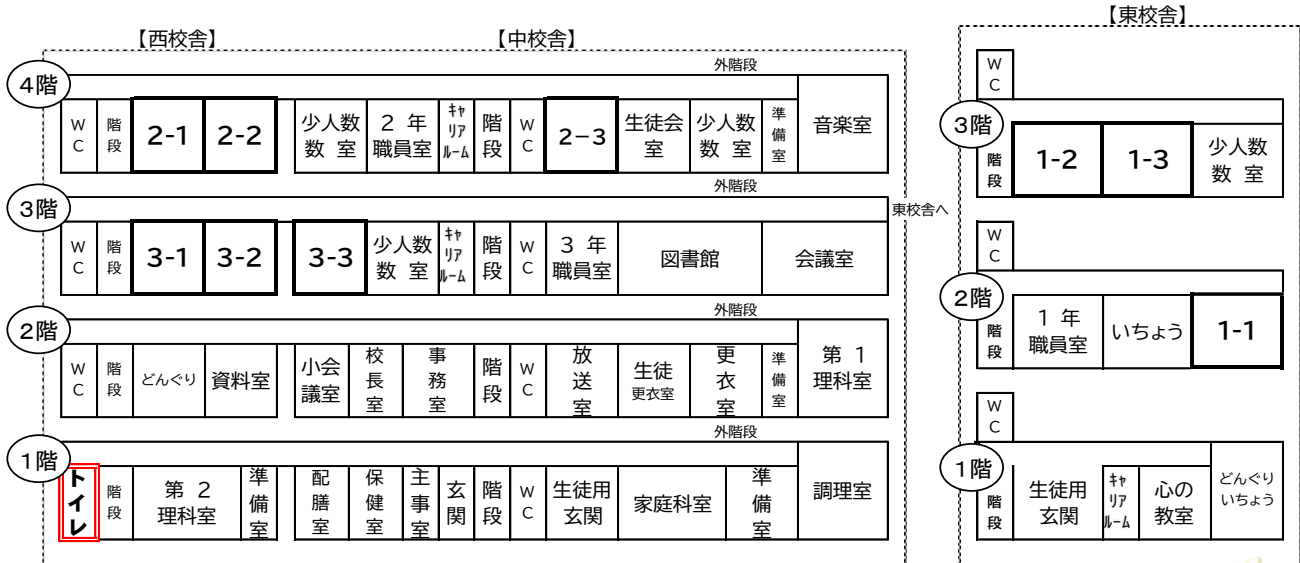 【西校舎】
【中校舎】
外階段
4階
WC
階段
2-1
2-2
少人数
数 室
2 年
職員室
ｷｬ
ﾘｱ
ﾙｰﾑ
階段
WC
2−3
生徒会
室
少人数
数 室
準備室
音楽室
外階段
3階
東校舎へ
WC
階段
3-1
3-2
3-3
少人数
数 室
ｷｬ
ﾘｱ
ﾙｰﾑ
階段
WC
3 年
職員室
図書館
会議室
外階段
2階
WC
階段
どんぐり
資料室
小会
議室
校長室
事務室
階段
WC
放送室
生徒
更衣室
更衣室
準備室
第 1
理科室
外階段
1階
トイレ
階段
第 2
理科室
準備室
配膳室
保健室
主事室
玄関
階段
WC
生徒用
玄関
家庭科室
準備室
調理室
【東校舎】
WC
3階
階段
1-2
1-3
少人数
数 室
WC
2階
階段
1 年
職員室
いちょう
1-1
WC
1階
階段
生徒用
玄関
ｷｬ
ﾘｱ
ﾙｰﾑ
心の
教室
どんぐり
いちょう